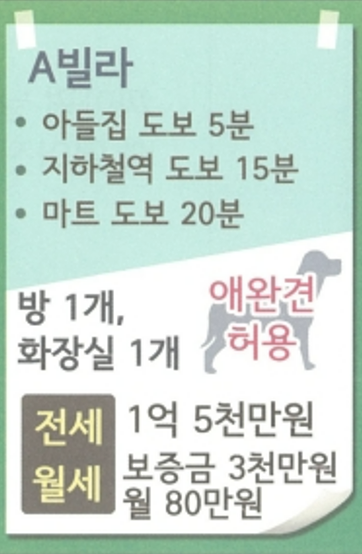 A빌라
• 아들집 도보 5분
• 지하철역 도보 15분
• 마트 도보 20분
애완견
허용
방 1개,
화장실 1개
전세 1억 5천만원
월세 보증금 3천만원
월 80만원